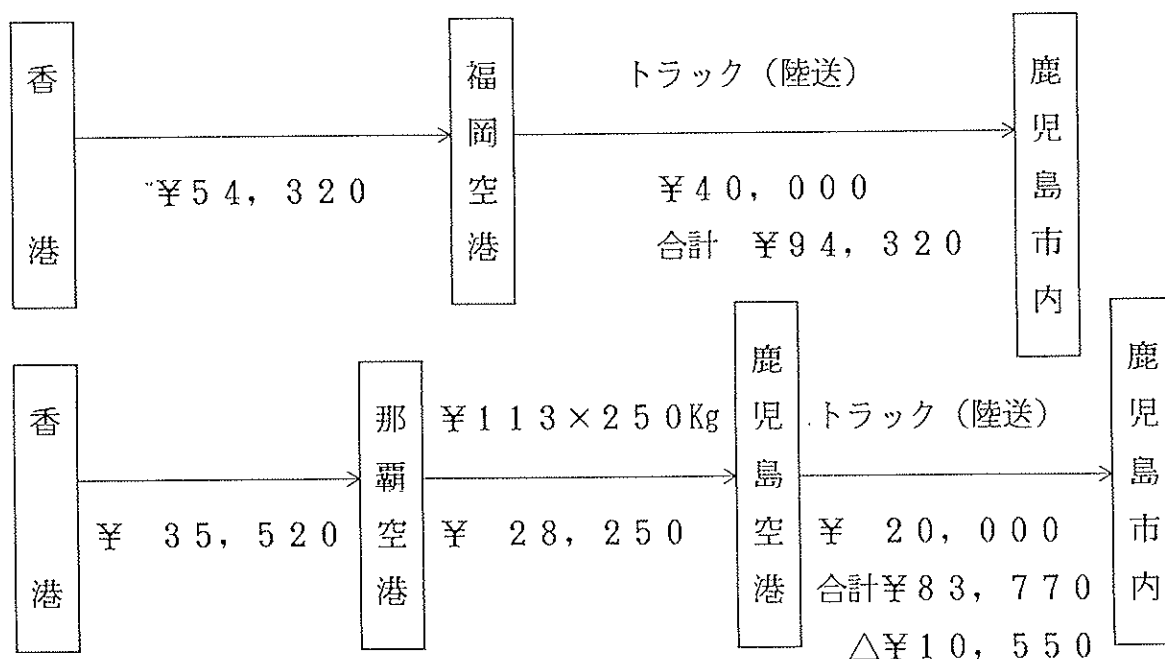 香港
福岡空港
トラック（陸送）
鹿児島市内
¥54,320
¥40,000
合計 ¥94,320
香港
那覇空港
¥113×250Kg
鹿児島空港
トラック（陸送）
鹿児島市内
¥ 35,520
¥ 28,250
¥ 20,000
合計¥83,770
△¥10,550